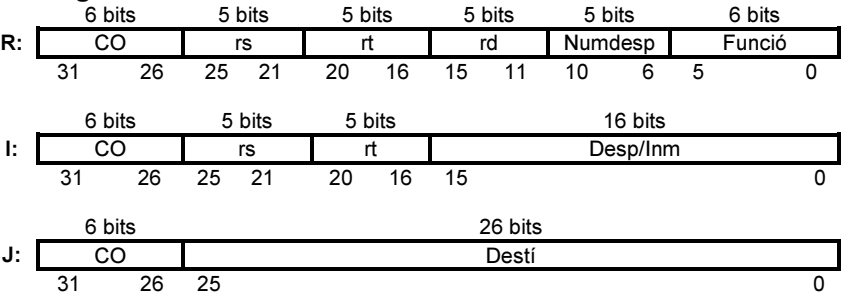 6 bits 5 bits 5 bits 5 bits 5 bits 6 bits
R: CO rs rt rd Numdesp Funció
31 26 25 21 20 16 15 11 10 6 5 0
6 bits 5 bits 5 bits 16 bits
I: CO rs rt Desp/Inm
31 26 25 21 20 16 15 0
6 bits 26 bits
J: CO Destí
31 26 25 0